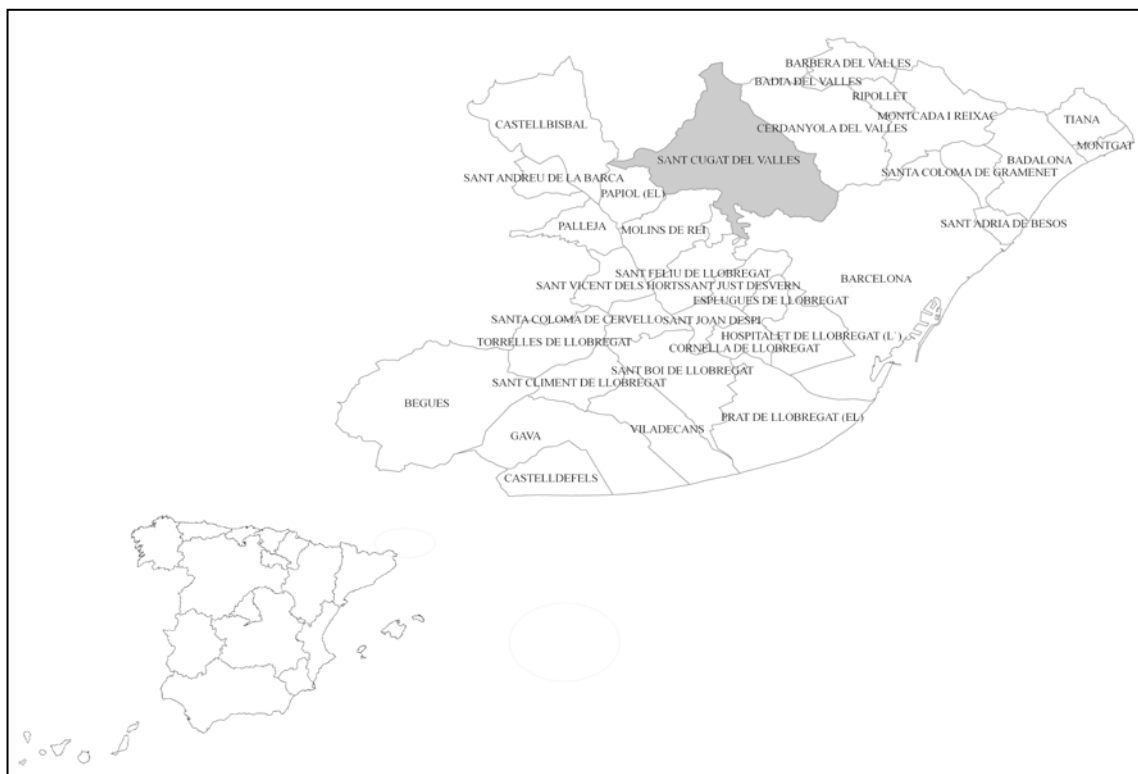 BARBERA DEL VALLES
BADIA DEL VALLES
RIPOLLET
MONTCADA I REIXAC
CERDANYOLA DEL VALLES
TIANA
MONTGAT
CASTELLBISBAL
SANT CUGAT DEL VALLES
BADALONA
SANTA COLOMA DE GRAMENET
SANT ANDREU DE LA BARCA
PAPIOL (EL)
SANT ADRIA DE BESOS
PALLEJA
MOLINS DE REI
SANT FELIU DE LLOBREGAT
BARCELONA
SANT VICENT DELS HORTS
SANT JUST DESVERN
ESPLUGUES DE LLOBREGAT
SANTA COLOMA DE CERVELLO
SANT JOAN DESPI
HOSPITALET DE LLOBREGAT (L')
TORRELLES DE LLOBREGAT
CORNELLA DE LLOBREGAT
SANT BOI DE LLOBREGAT
SANT CLIMENT DE LLOBREGAT
BEGUES
PRAT DE LLOBREGAT (EL)
VILADECANS
GAVA
CASTELLDEFELS